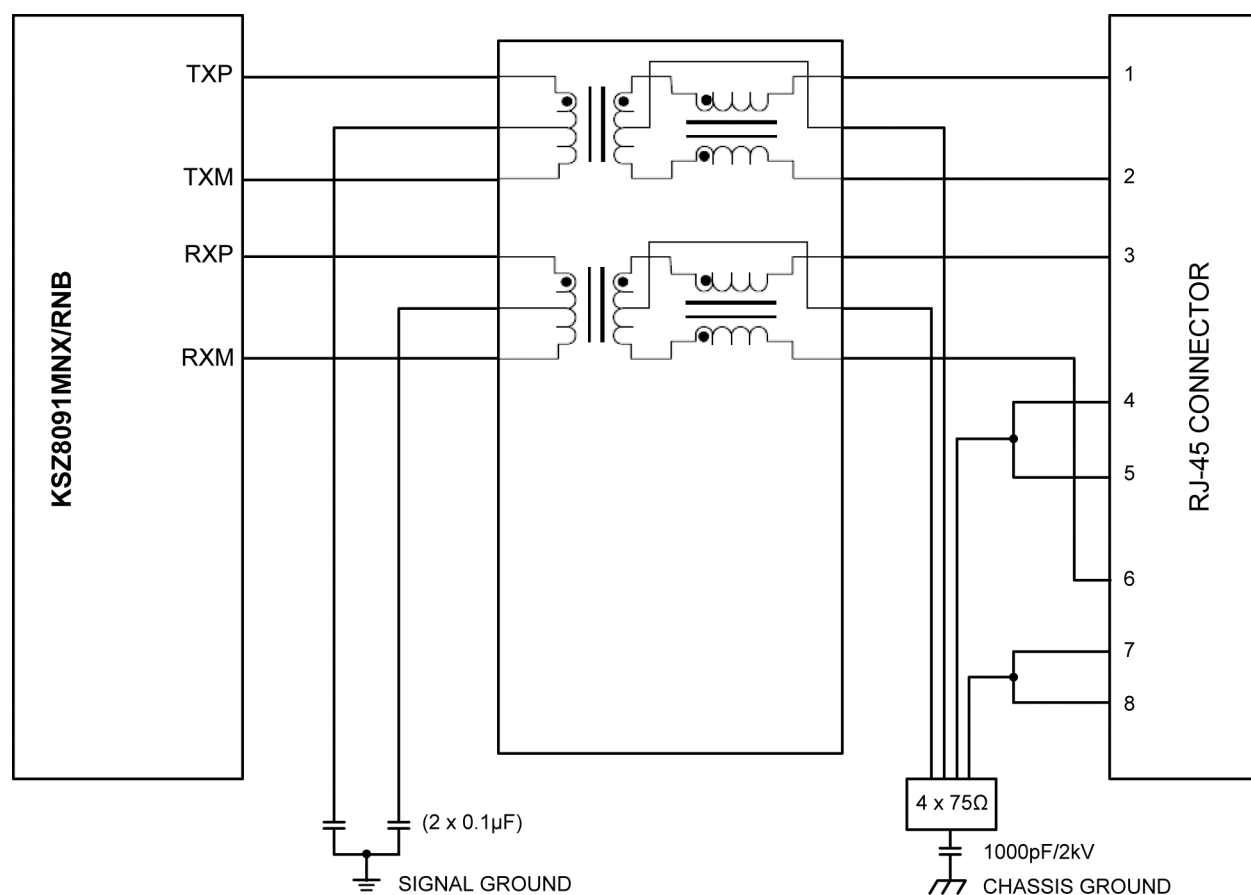 KSZ8091MNX/RNB
TXP
TXM
RXP
RXM
1
2
3
4
5
6
7
8
RJ-45 CONNECTOR
(2 x 0.1µF)
SIGNAL GROUND
4 x 75Ω
1000pF/2kV
CHASSIS GROUND